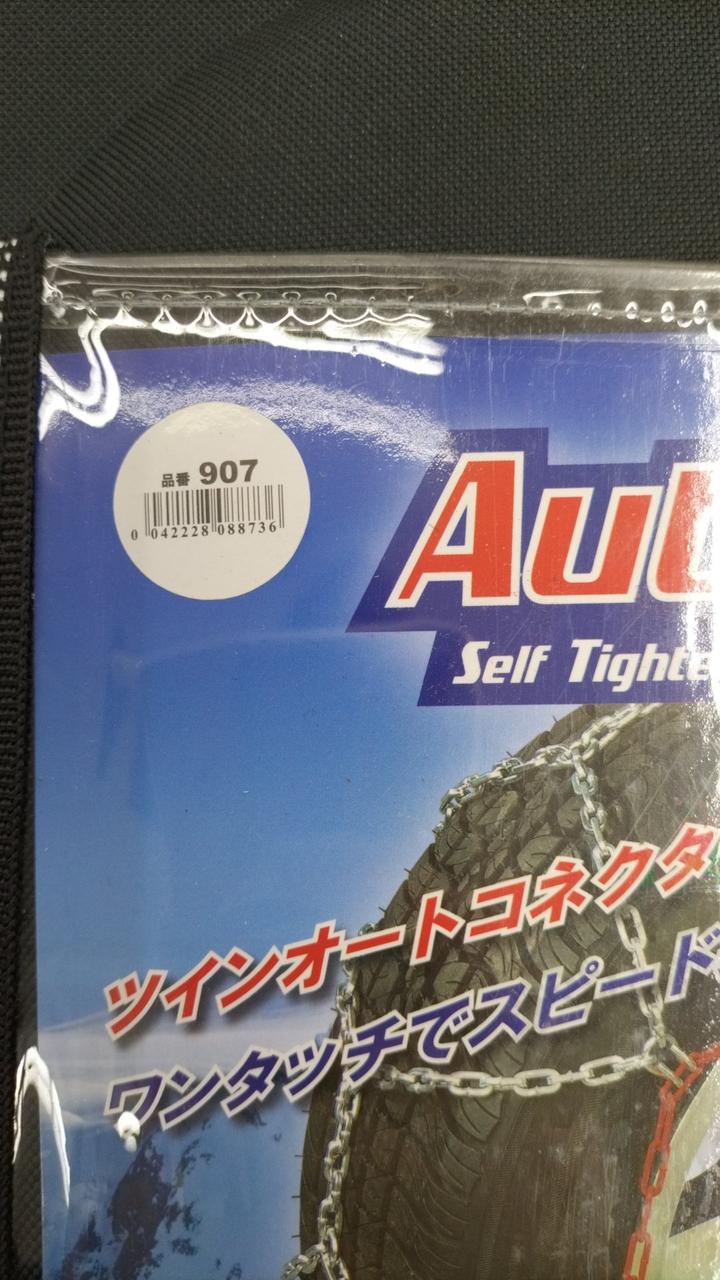 品番 907
0 042228 088736
Aut
Self Tighte
ツインオートコネクタ
ワンタッチでスピード